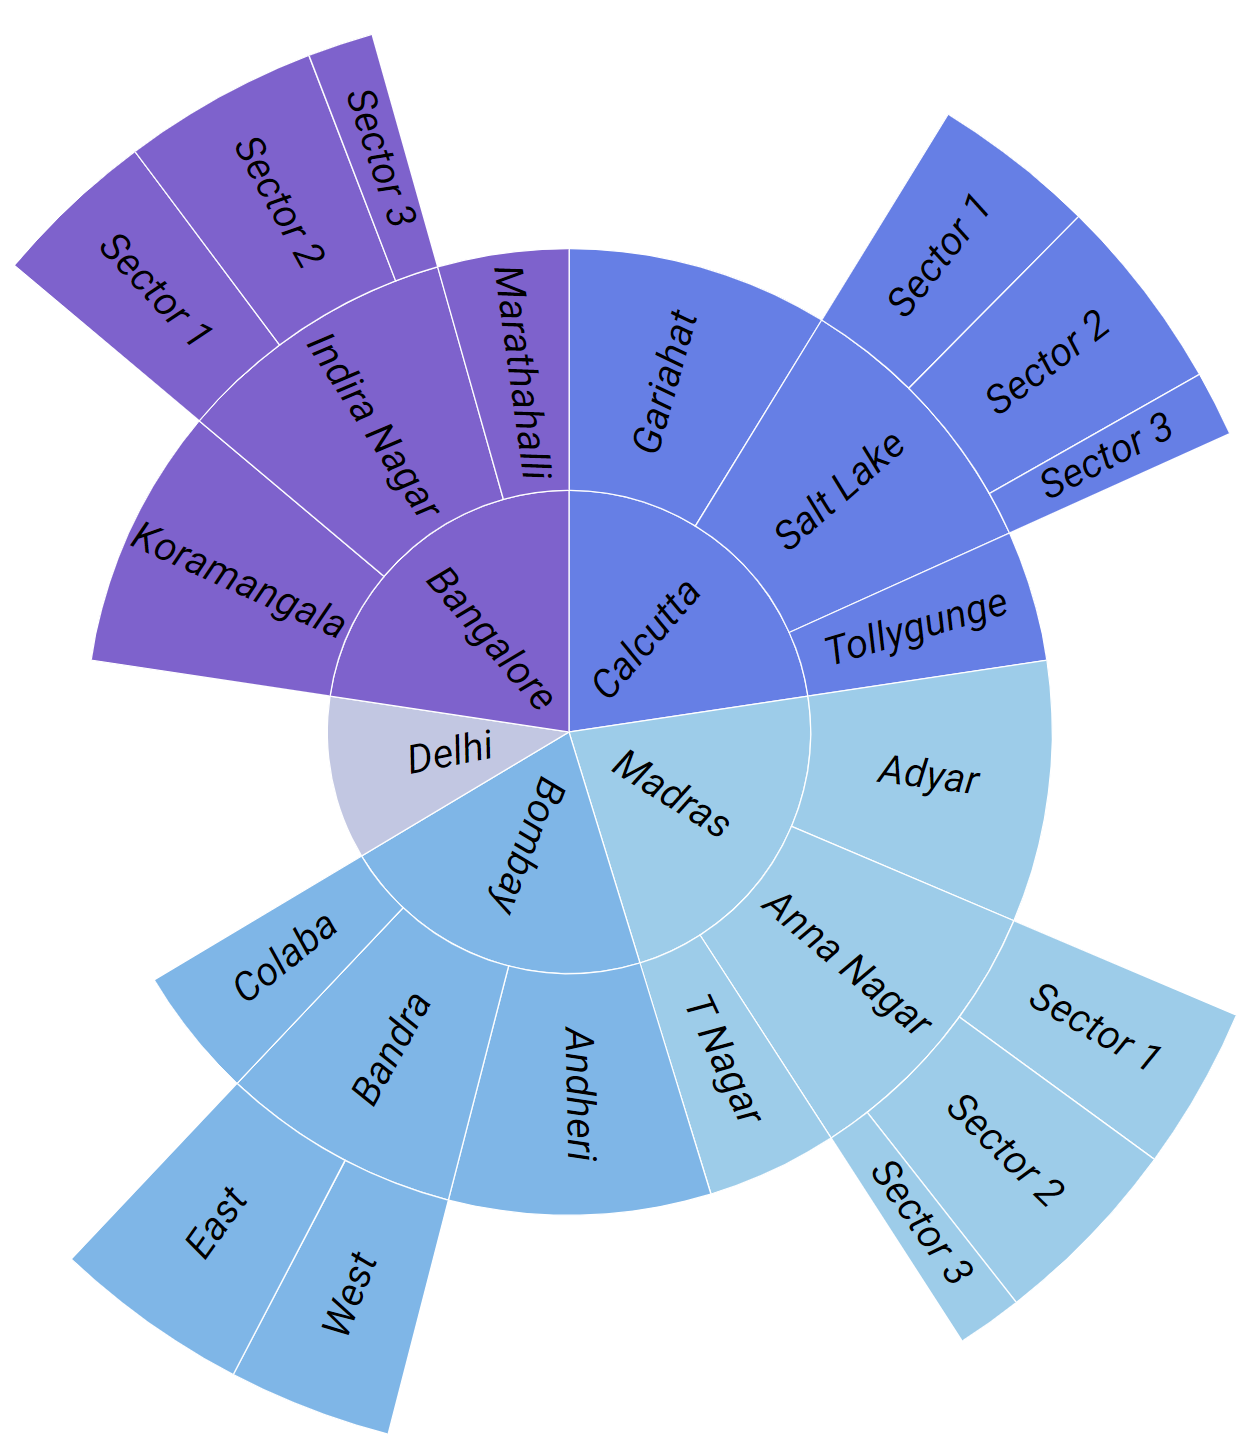 Sector 3
Sector 2
Sector 1
Marathahalli
Indira Nagar
Koramangala
Bangalore
Gariahat
Sector 1
Sector 2
Sector 3
Salt Lake
Tollygunge
Calcutta
Delhi
Madras
Adyar
Anna Nagar
Sector 1
Sector 2
Sector 3
T Nagar
Bombay
Colaba
Bandra
Andheri
East
West